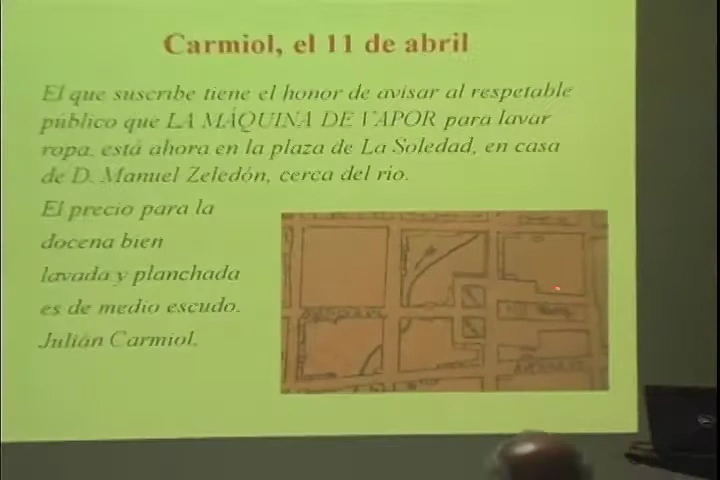 Carmiol, el 11 de abril
El que suscribe tiene el honor de avisar al respetable
público que LA MÁQUINA DE VAPOR para lavar
ropa, está ahora en la plaza de La Soledad, en casa
de D. Manuel Zeledón, cerca del río.
El precio para la
docena bien
lavada y planchada
es de medio escudo.
Julián Carmiol.